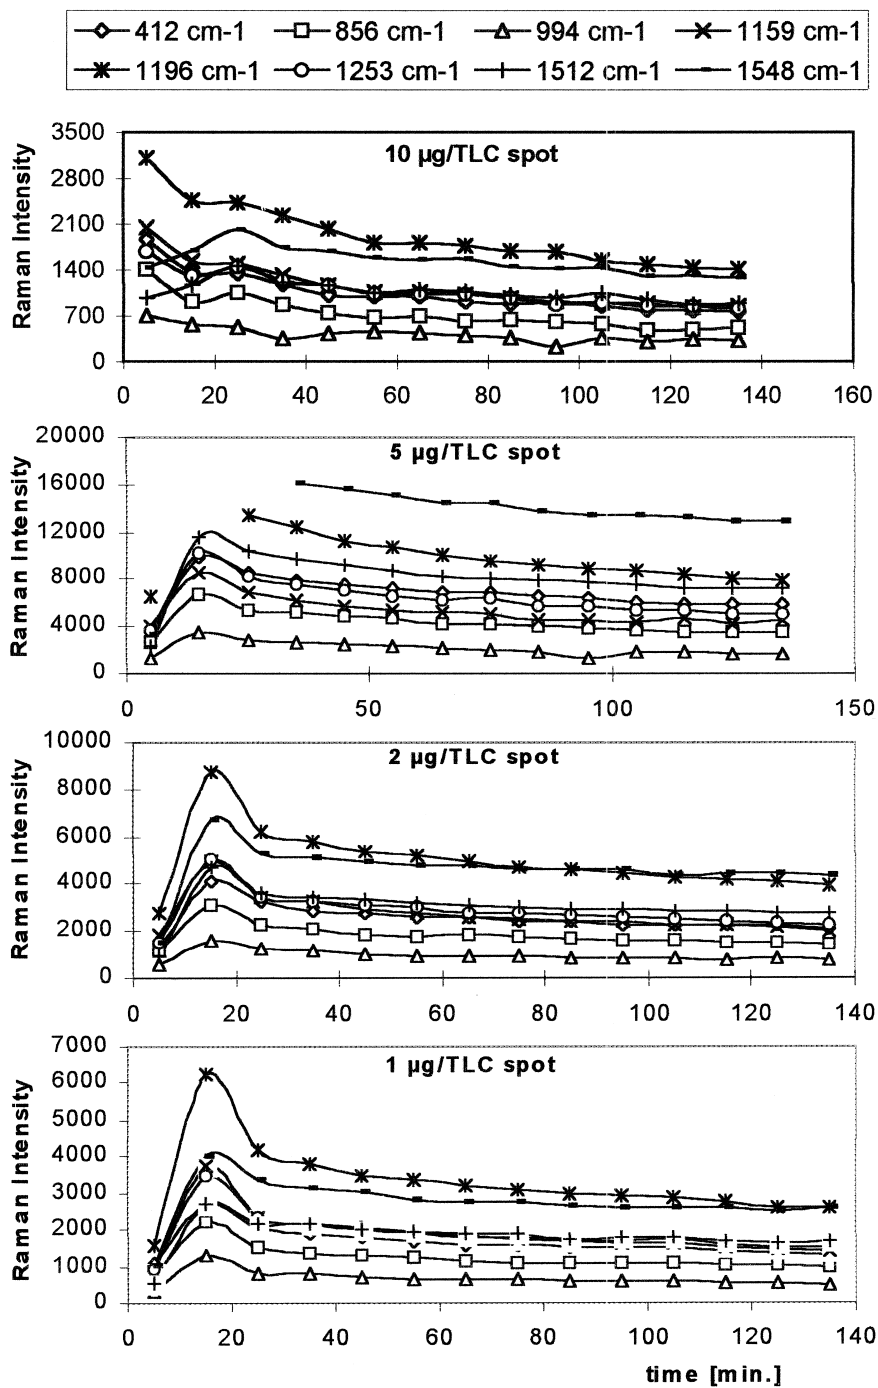 412 cm-1 856 cm-1 994 cm-1 1159 cm-1
1196 cm-1 1253 cm-1 1512 cm-1 1548 cm-1
10 µg/TLC spot
Raman Intensity
3500
2800
2100
1400
700
0
0 20 40 60 80 100 120 140 160
5 µg/TLC spot
Raman Intensity
20000
16000
12000
8000
4000
0
0 50 100 150
2 µg/TLC spot
Raman Intensity
10000
8000
6000
4000
2000
0
0 20 40 60 80 100 120 140
1 µg/TLC spot
Raman Intensity
7000
6000
5000
4000
3000
2000
1000
0
0 20 40 60 80 100 120 140
time [min.]